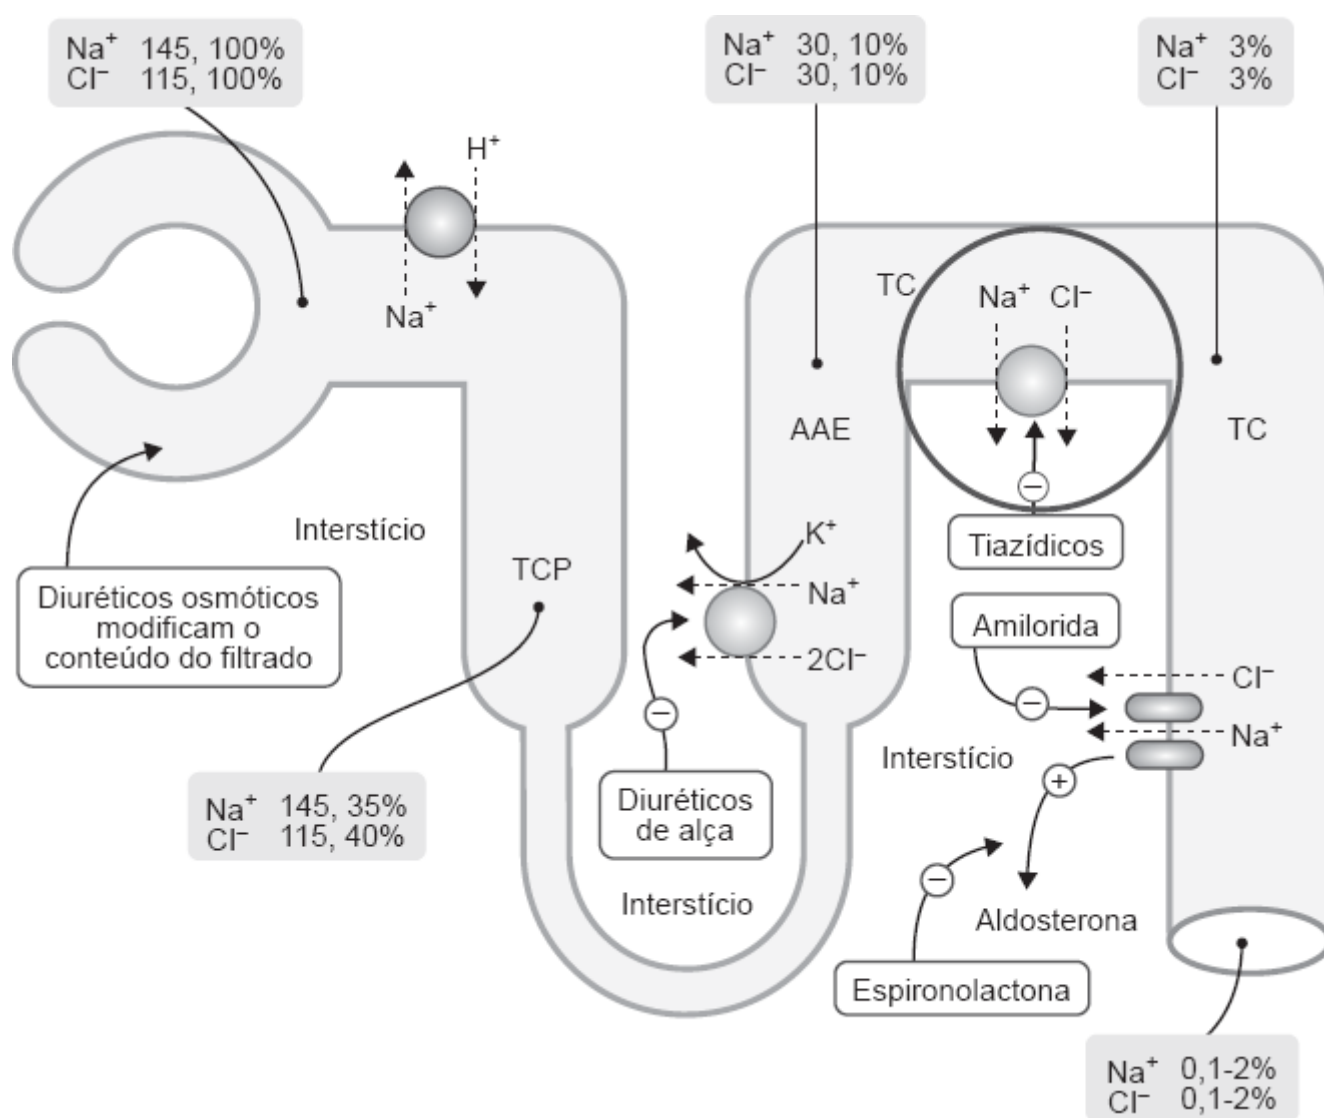 Na⁺ 145, 100%
Cl⁻ 115, 100%
Na⁺ 30, 10%
Cl⁻ 30, 10%
Na⁺ 3%
Cl⁻ 3%
H⁺
Na⁺
TC
Na⁺ Cl⁻
AAE
TC
Interstício
Tiazídicos
K⁺
TCP
Na⁺
Diuréticos osmóticos
modificam o
conteúdo do filtrado
Amilorida
2Cl⁻
Cl⁻
−
−
−
Na⁺
Interstício
Na⁺ 145, 35%
Cl⁻ 115, 40%
Diuréticos
de alça
+
−
Interstício
Aldosterona
Espironolactona
Na⁺ 0,1-2%
Cl⁻ 0,1-2%